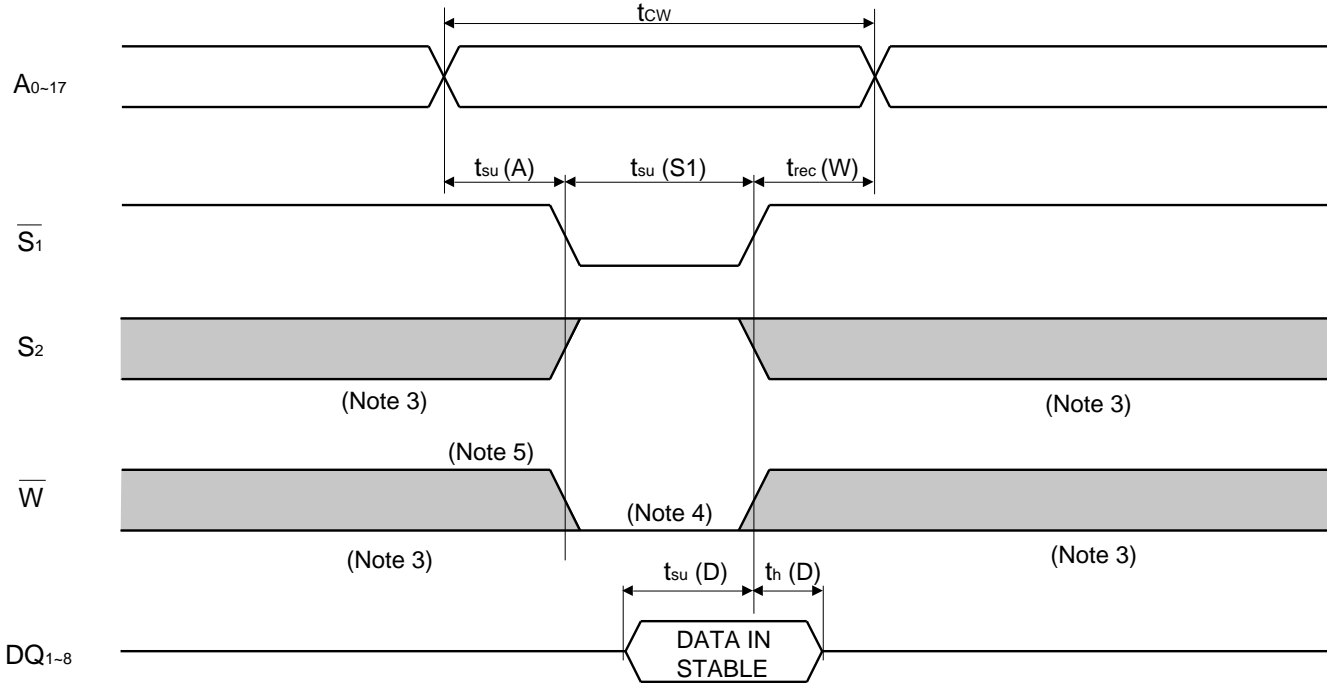 tCW
A0~17
tsu (A) tsu (S1) trec (W)
S1
S2
(Note 3) (Note 3)
(Note 5)
W
(Note 4)
(Note 3) (Note 3)
tsu (D) th (D)
DQ1~8
DATA IN
STABLE